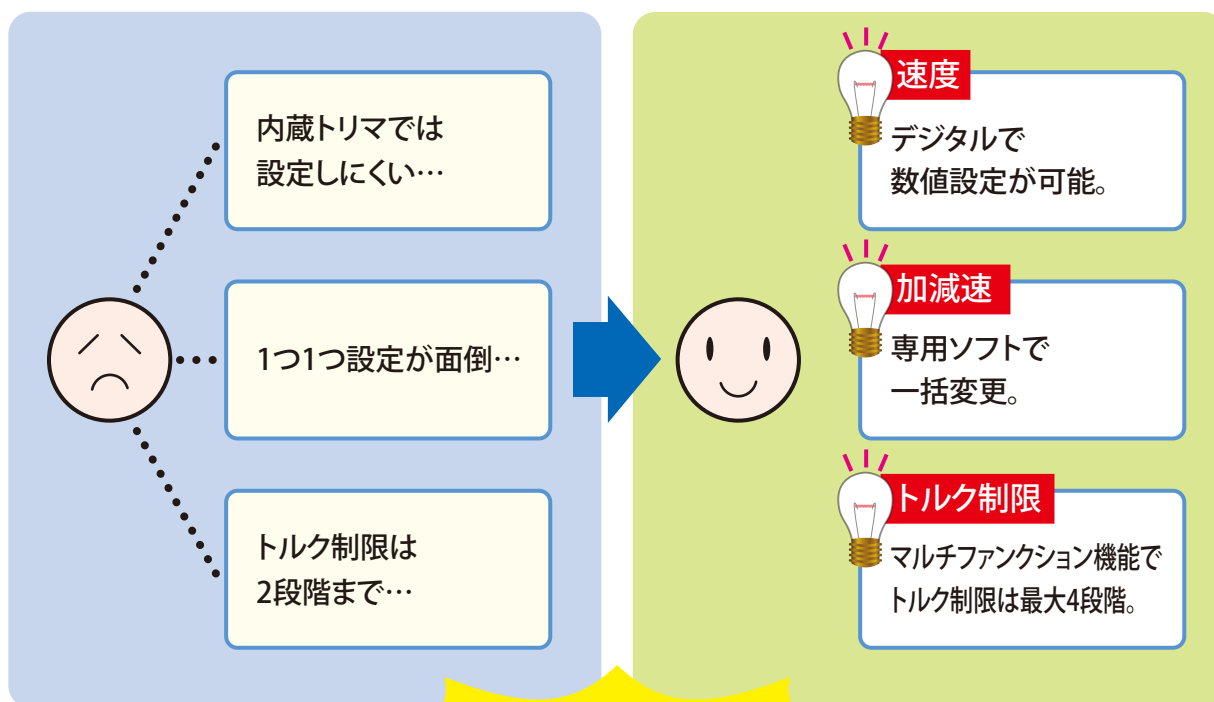 内蔵トリマでは
設定しにくい…
1つ1つ設定が面倒…
トルク制限は
2段階まで…
速度
デジタルで
数値設定が可能。
加減速
専用ソフトで
一括変更。
トルク制限
マルチファンクション機能で
トルク制限は最大4段階。